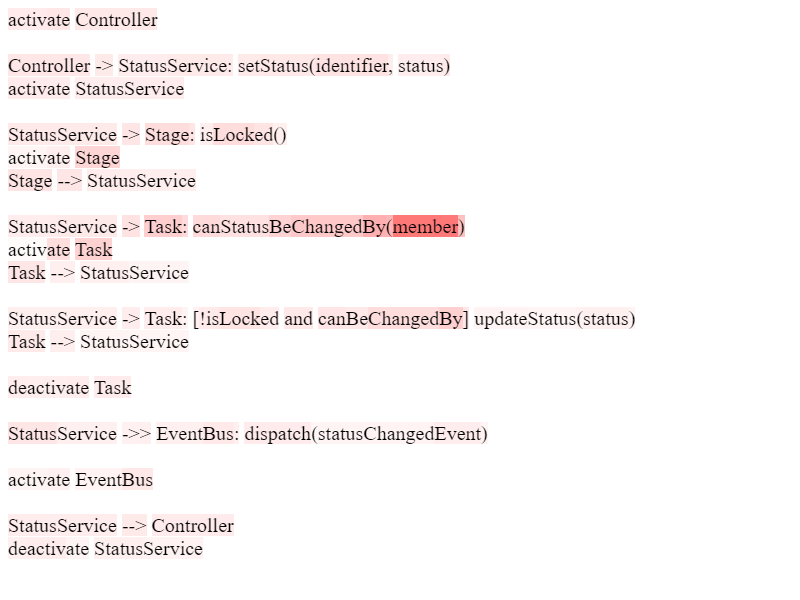 activate Controller
Controller -> StatusService: setStatus(identifier, status)
activate StatusService
StatusService -> Stage: isLocked()
activate Stage
Stage --> StatusService
StatusService -> Task: canStatusBeChangedBy(member)
activate Task
Task --> StatusService
StatusService -> Task: [!isLocked and canBeChangedBy] updateStatus(status)
Task --> StatusService
deactivate Task
StatusService ->> EventBus: dispatch(statusChangedEvent)
activate EventBus
StatusService --> Controller
deactivate StatusService